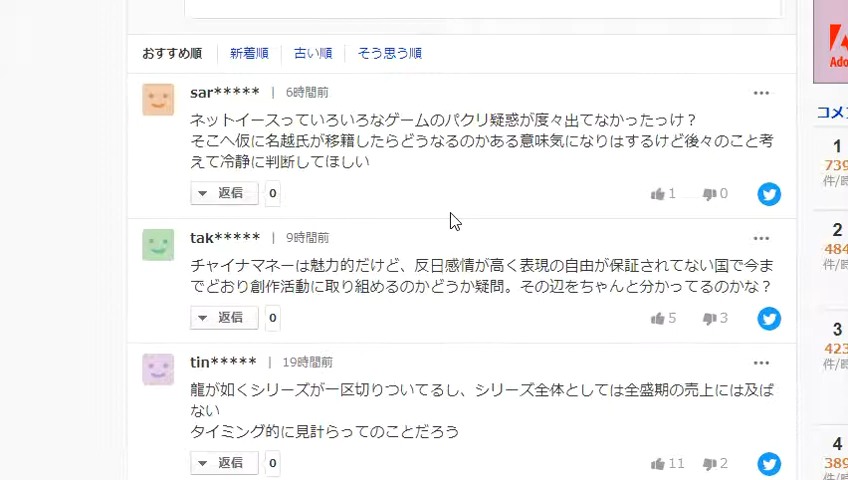 おすすめ順 新着順 古い順 そう思う順
sar***** | 6時間前
ネットイースっていろいろなゲームのパクリ疑惑が度々出てなかったっけ？
そこへ仮に名越氏が移籍したらどうなるのかある意味気になりはするけど後々のこと考
えて冷静に判断してほしい
返信 0 1 0
tak***** | 9時間前
チャイナマネーは魅力的だけど、反日感情が高く表現の自由が保証されてない国で今ま
でどおり創作活動に取り組めるのかどうか疑問。その辺をちゃんと分かってるのかな？
返信 0 5 3
tin***** | 19時間前
龍が如くシリーズが一区切りついてるし、シリーズ全体としては全盛期の売上には及ば
ない
タイミング的に見計らってのことだろう
返信 0 11 2
Ado
コメ
1
739
件/時
2
484
件/時
3
423
件/時
4
389